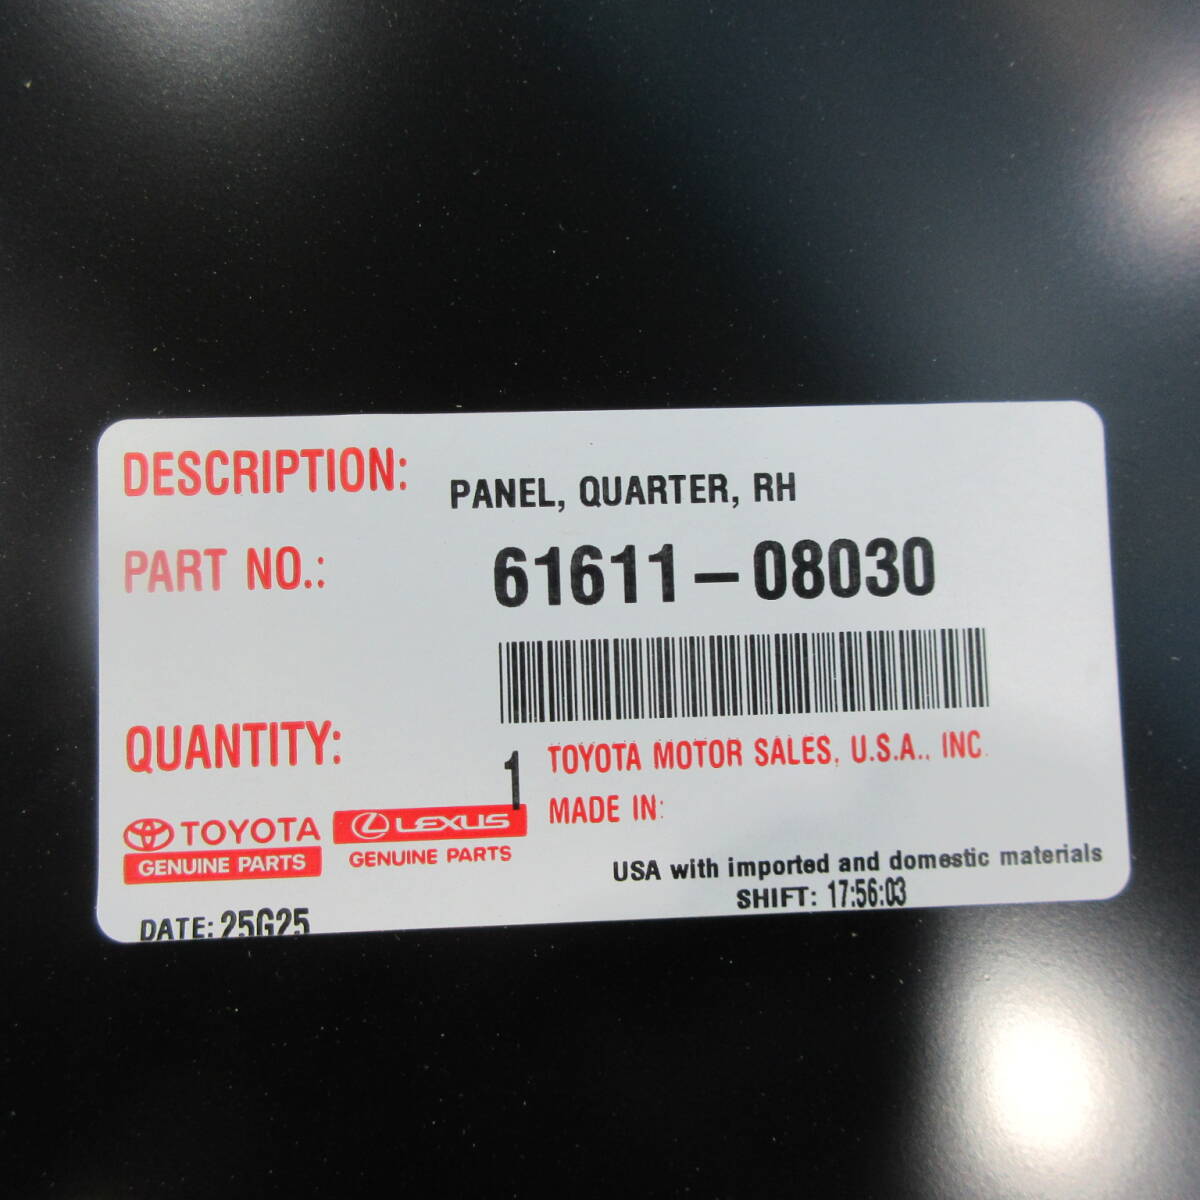 DESCRIPTION: PANEL, QUARTER, RH
PART NO.: 61611-08030
QUANTITY: 1
TOYOTA MOTOR SALES, U.S.A., INC.
MADE IN:
TOYOTA
GENUINE PARTS
LEXUS
GENUINE PARTS
USA with imported and domestic materials
SHIFT: 17:56:03
DATE: 25G25